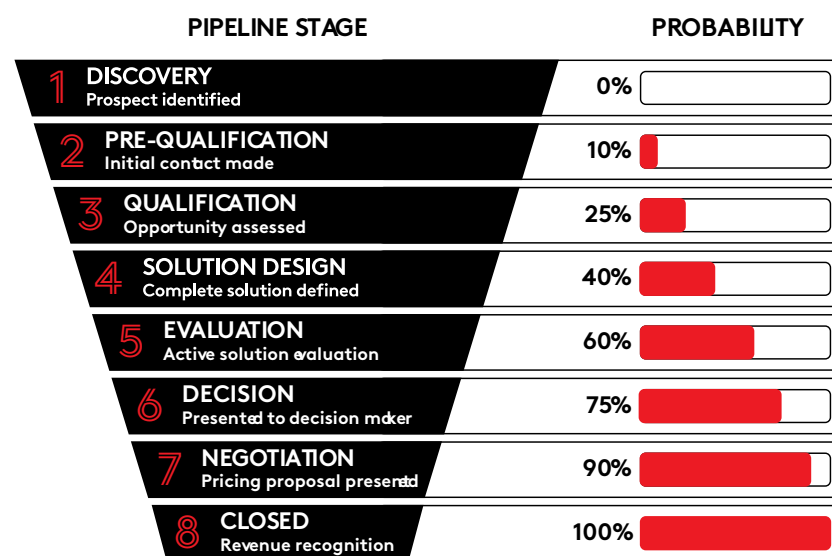 PIPELINE STAGE PROBABILITY
1 DISCOVERY
Prospect identified
0%
2 PRE-QUALIFICATION
Initial contact made
10%
3 QUALIFICATION
Opportunity assessed
25%
4 SOLUTION DESIGN
Complete solution defined
40%
5 EVALUATION
Active solution evaluation
60%
6 DECISION
Presented to decision maker
75%
7 NEGOTIATION
Pricing proposal presented
90%
8 CLOSED
Revenue recognition
100%